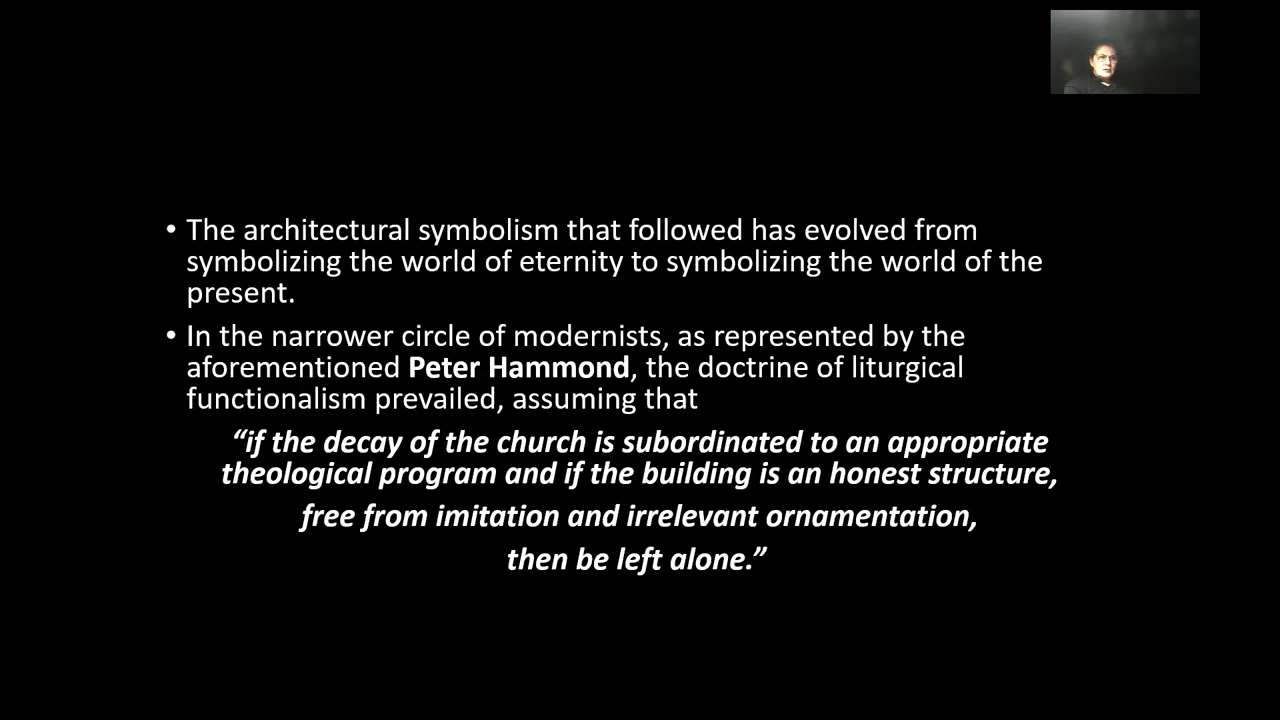 • The architectural symbolism that followed has evolved from
symbolizing the world of eternity to symbolizing the world of the
present.
• In the narrower circle of modernists, as represented by the
aforementioned Peter Hammond, the doctrine of liturgical
functionalism prevailed, assuming that
“if the decay of the church is subordinated to an appropriate
theological program and if the building is an honest structure,
free from imitation and irrelevant ornamentation,
then be left alone.”